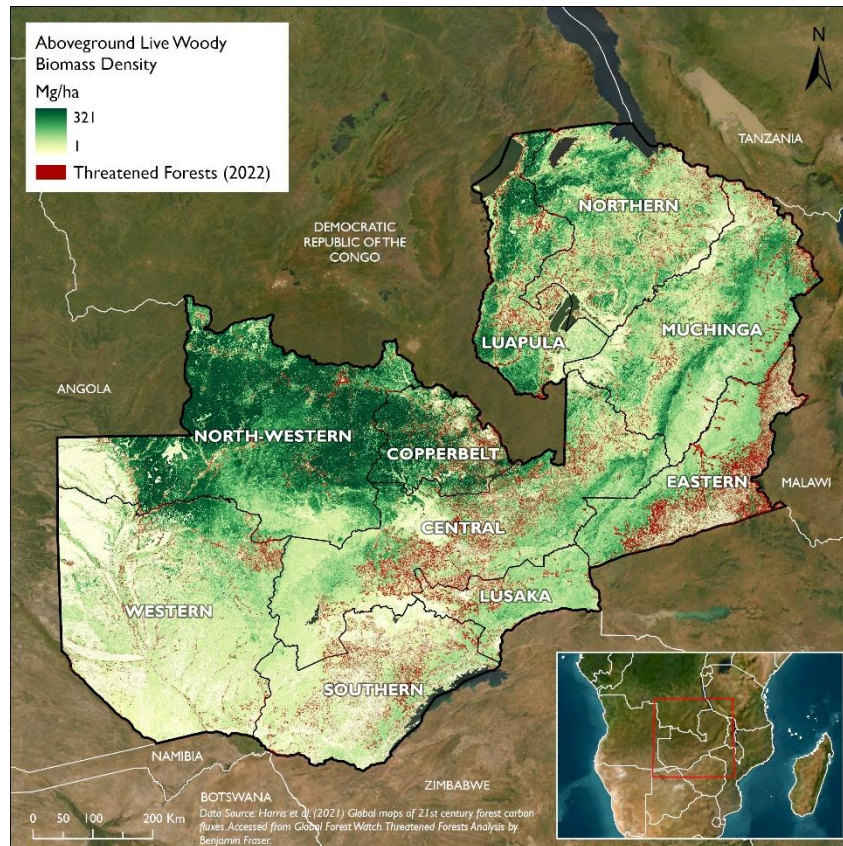 Aboveground Live Woody
Biomass Density
Mg/ha
321
1
Threatened Forests (2022)
N
TANZANIA
DEMOCRATIC
REPUBLIC OF THE
CONGO
NORTHERN
LUAPULA
MUCHINGA
ANGOLA
NORTH-WESTERN
COPPERBELT
EASTERN
MALAWI
CENTRAL
WESTERN
LUSAKA
SOUTHERN
NAMIBIA
ZIMBABWE
BOTSWANA
0 50 100 200 Km
Data Source: Harris et al. (2021) Global maps of 21st century forest carbon
fluxes. Accessed from Global Forest Watch. Threatened Forests Analysis by
Benjamin Fraser.